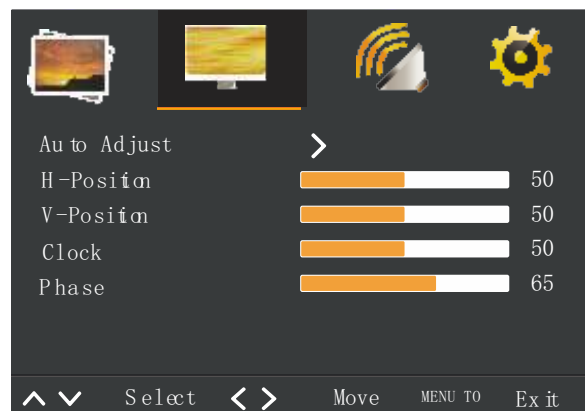 Auto Adjust
H-Position 50
V-Position 50
Clock 50
Phase 65
Select Move MENU TO Exit